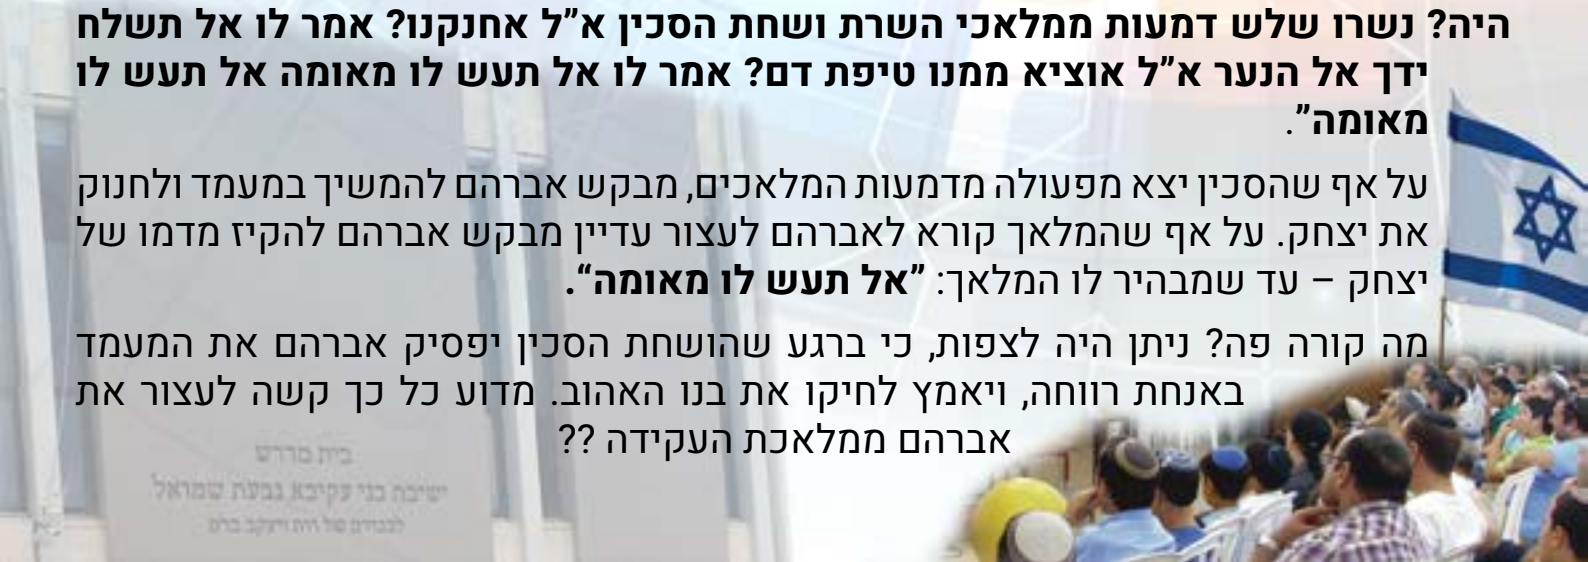 היה? נשרו שלש דמעות ממלאכי השרת ושחת הסכין א"ל אחנקנו? אמר לו אל תשלח
ידך אל הנער א"ל אוציא ממנו טיפת דם? אמר לו אל תעש לו מאומה אל תעש לו
מאומה".
על אף שהסכין יצא מפעולה מדמעות המלאכים, מבקש אברהם להמשיך במעמד ולחנוק
את יצחק. על אף שהמלאך קורא לאברהם לעצור עדיין מבקש אברהם להקיז מדמו של
יצחק – עד שמבהיר לו המלאך: "אל תעש לו מאומה".
מה קורה פה? ניתן היה לצפות, כי ברגע שהושחת הסכין יפסיק אברהם את המעמד
באנחת רווחה, ויאמץ לחיקו את בנו האהוב. מדוע כל כך קשה לעצור את
אברהם ממלאכת העקידה ??
בית מדרש
ישיבת בני עקיבא גבעת שמואל